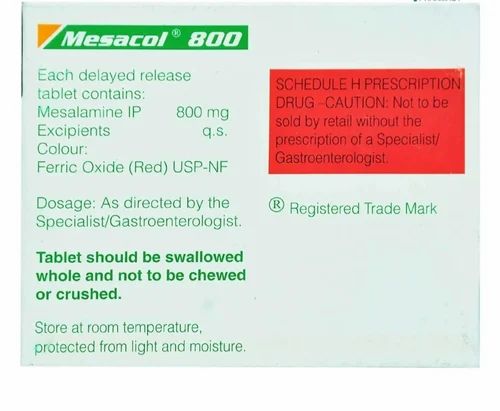 Mesacol® 800
Each delayed release
tablet contains:
Mesalamine IP 800 mg
Excipients q.s.
Colour:
Ferric Oxide (Red) USP-NF
Dosage: As directed by the
Specialist/Gastroenterologist.
Tablet should be swallowed
whole and not to be chewed
or crushed.
Store at room temperature,
protected from light and moisture.
SCHEDULE H PRESCRIPTION
DRUG –CAUTION: Not to be
sold by retail without the
prescription of a Specialist/
Gastroenterologist.
® Registered Trade Mark